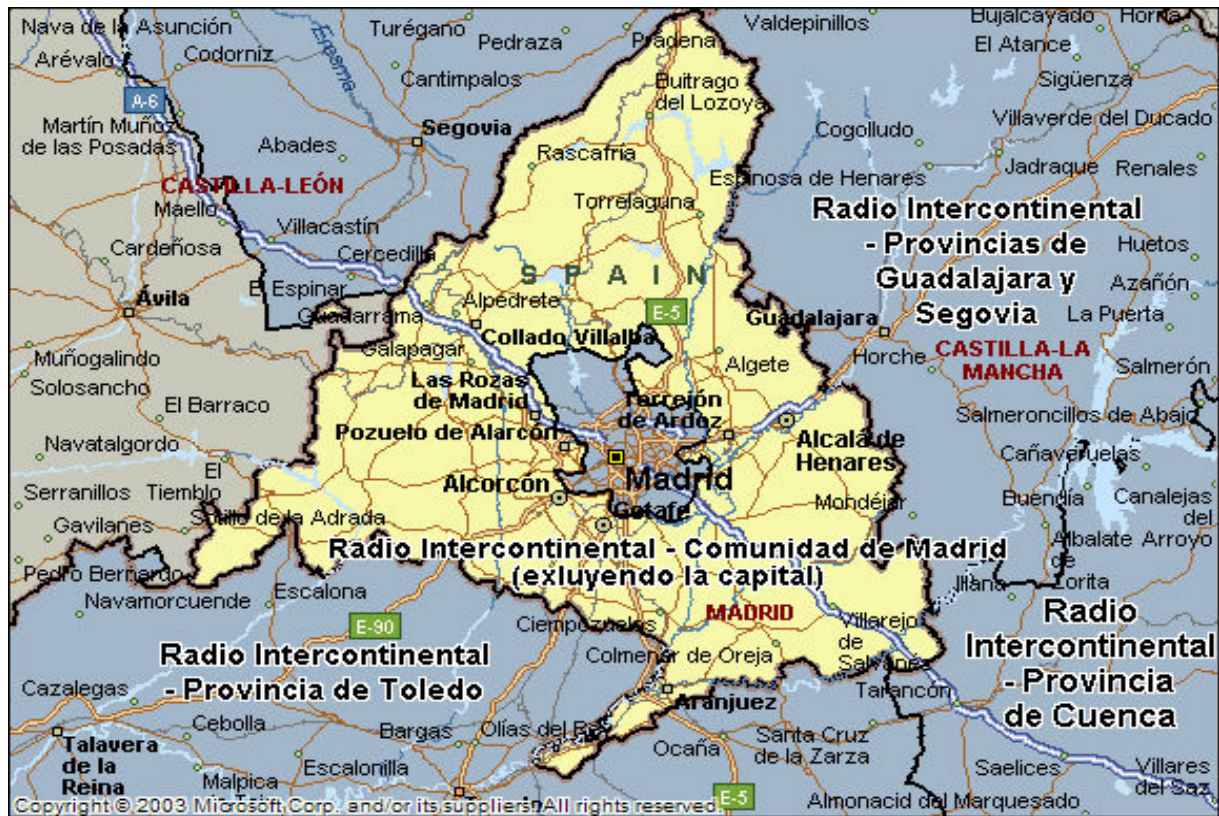 Nava de la Asunción
Turégano
Valdepinillos
Bujalcayado
Horna
Arévalo
Codorniz
Eresma
Pedraza
Prádena
El Atance
Cantimpalos
Buitrago
del Lozoya
Sigüenza
A-6
Martín Muñoz
de las Posadas
Segovia
Cogolludo
Villaverde del Ducado
Abades
Rascafría
Jadraque
Renales
CASTILLA-LEÓN
Espinosa de Henares
Maello
Torrelaguna
Radio Intercontinental
- Provincias de
Guadalajara y
Segovia
Villacastín
Cardeñosa
Cercedilla
Huetos
SPAIN
Azañón
El Espinar
Ávila
Guadarrama
Alpedrete
E-5
Guadalajara
La Puerta
Collado Villalba
Muñogalindo
Galapagar
Algete
Horche
CASTILLA-LA
MANCHA
Salmerón
Solosancho
Las Rozas
de Madrid
El Barraco
Torrejón
de Ardoz
Salmeroncillos de Abajo
Pozuelo de Alarcón
Alcalá de
Henares
Navatalgordo
Cañaveruelas
El
Tiemblo
Madrid
Serranillos
Alcorcón
Mondéjar
Buendía
Canalejas
del
Arroyo
Gavilanes
Sotillo de la Adrada
Getafe
Radio Intercontinental - Comunidad de Madrid
(exluyendo la capital)
Albalate
de
Zorita
Pedro Bernardo
Illana
Navamorcuende
Escalona
E-90
Ciempozuelos
MADRID
Villarejo
de
Salvanés
Radio
Intercontinental
- Provincia
de Cuenca
Radio Intercontinental
- Provincia de Toledo
Colmenar de Oreja
Cazalegas
Aranjuez
Tarancón
Cebolla
Bargas
Olías del Rey
Talavera
de la
Reina
Ocaña
Santa Cruz
de la Zarza
Escalonilla
Malpica
Saelices
Villares
del Saz
E-5
Almonacid del Marquesado
Copyright © 2003 Microsoft Corp. and/or its suppliers. All rights reserved.